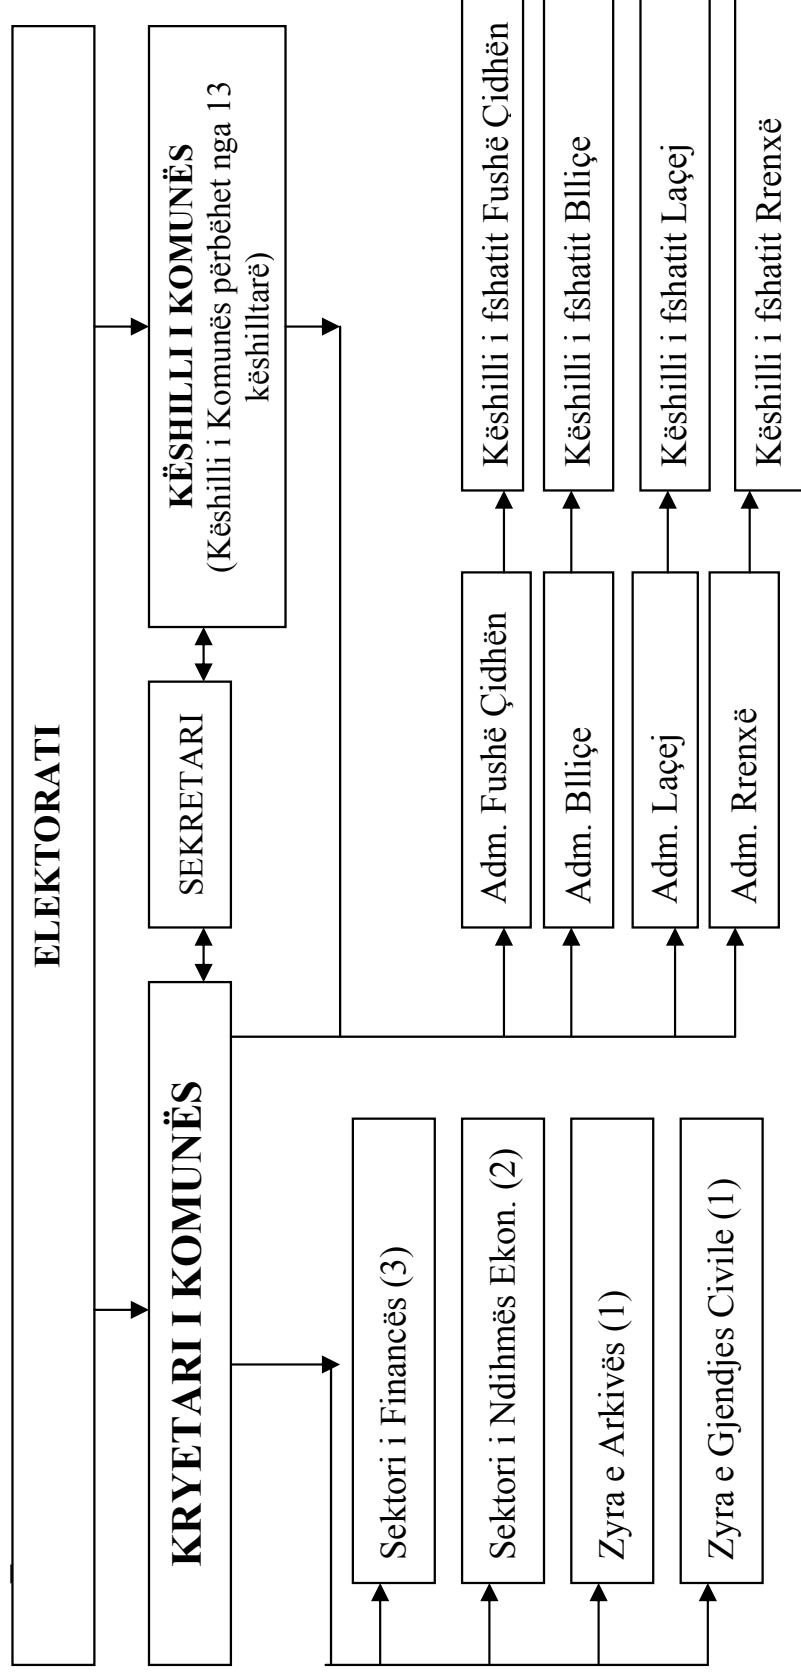 ELEKTORATI
KRYETARI I KOMUNËS
SEKRETARI
KËSHILLI I KOMUNËS
(Këshilli i Komunës përbëhet nga 13
këshilltarë)
Sektori i Financës (3)
Sektori i Ndihmës Ekon. (2)
Zyra e Arkivës (1)
Zyra e Gjendjes Civile (1)
Adm. Fushë Çidhën
Adm. Blliçe
Adm. Laçej
Adm. Rrenxë
Këshilli i fshatit Fushë Çidhën
Këshilli i fshatit Blliçe
Këshilli i fshatit Laçej
Këshilli i fshatit Rrenxë